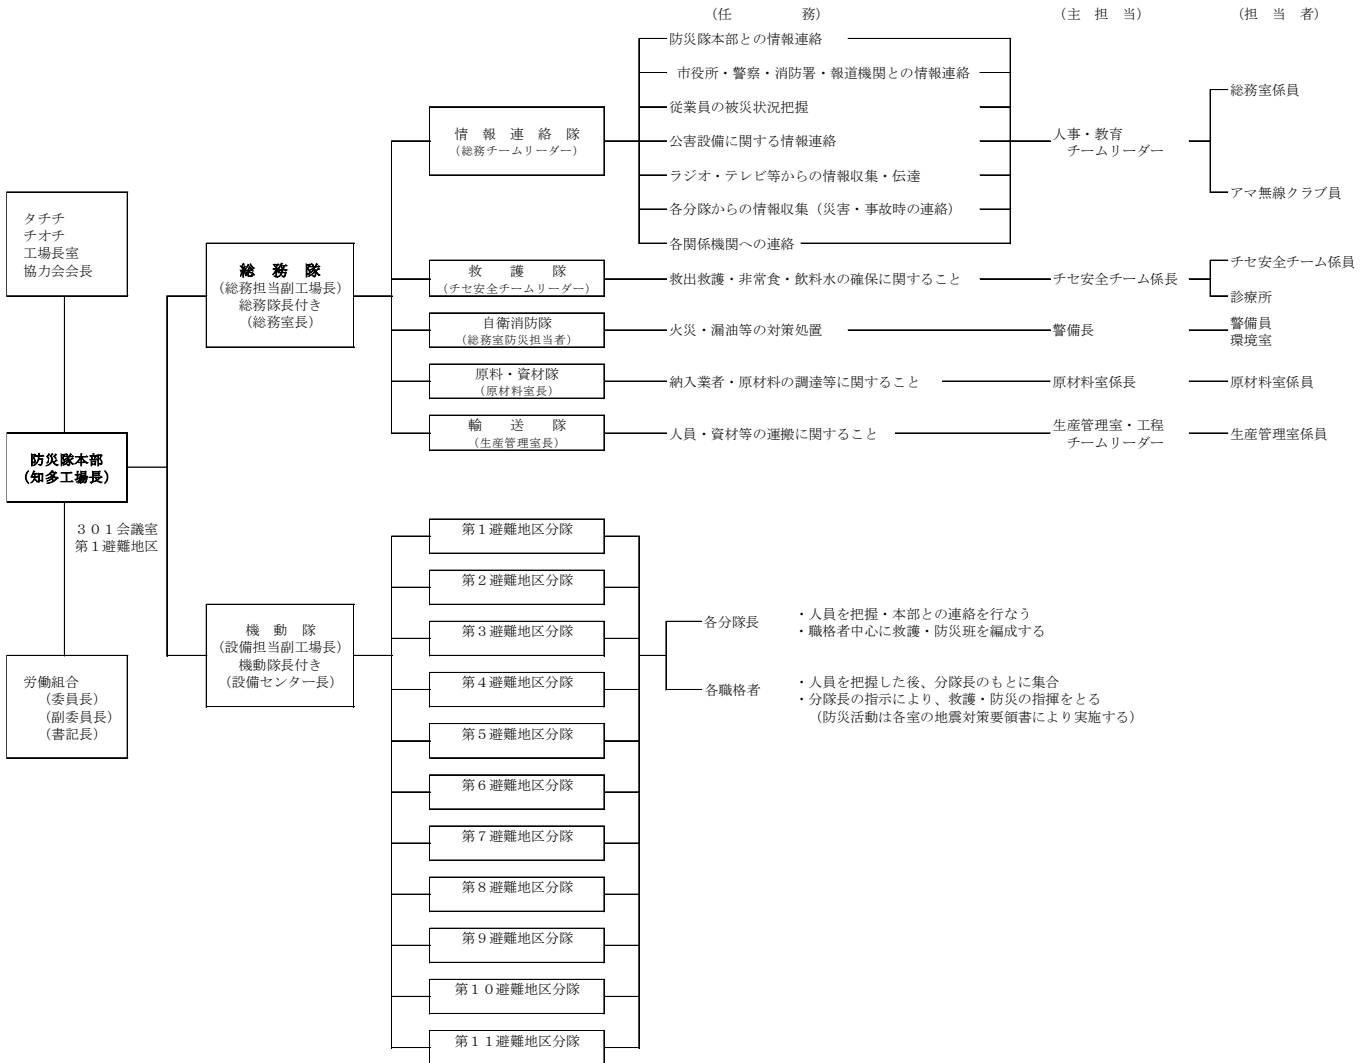 （任　　　務）　（主　担　当）　（担　当　者）
タチチ
チオチ
工場長室
協力会会長
防災隊本部
（知多工場長）
３０１会議室
第１避難地区
労働組合
（委員長）
（副委員長）
（書記長）
総　務　隊
（総務担当副工場長）
総務隊長付き
（総務室長）
情　報　連　絡　隊
（総務チームリーダー）
防災隊本部との情報連絡
市役所・警察・消防署・報道機関との情報連絡
従業員の被災状況把握
公害設備に関する情報連絡
ラジオ・テレビ等からの情報収集・伝達
各分隊からの情報収集（災害・事故時の連絡）
各関係機関への連絡
人事・教育
チームリーダー
総務室係員
アマ無線クラブ員
救　　護　　隊
（チセ安全チームリーダー）
救出救護・非常食・飲料水の確保に関すること
チセ安全チーム係長
チセ安全チーム係員
診療所
自衛消防隊
（総務室防災担当者）
火災・漏油等の対策処置
警備長
警備員
環境室
原料・資材隊
（原材料室長）
納入業者・原材料の調達等に関すること
原材料室係長
原材料室係員
輸　　送　　隊
（生産管理室長）
人員・資材等の運搬に関すること
生産管理室・工程
チームリーダー
生産管理室係員
機　動　隊
（設備担当副工場長）
機動隊長付き
（設備センター長）
第１避難地区分隊
第２避難地区分隊
第３避難地区分隊
第４避難地区分隊
第５避難地区分隊
第６避難地区分隊
第７避難地区分隊
第８避難地区分隊
第９避難地区分隊
第１０避難地区分隊
第１１避難地区分隊
各分隊長
・人員を把握・本部との連絡を行なう
・職格者中心に救護・防災班を編成する
各職格者
・人員を把握した後、分隊長のもとに集合
・分隊長の指示により、救護・防災の指揮をとる
（防災活動は各室の地震対策要領書により実施する）